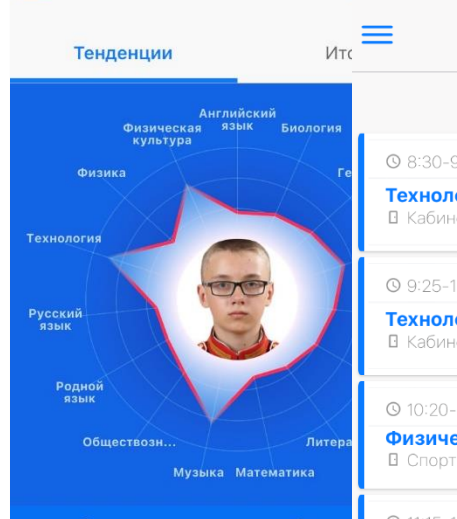 Тенденции
Ито
Английский
язык
Биология
Физическая
культура
Ге
Физика
Технология
Русский
язык
Родной
язык
Обществозн...
Литера
Музыка
Математика
8:30-9
Техноло
Кабин
9:25-1
Техноло
Кабин
10:20-
Физиче
Спорт